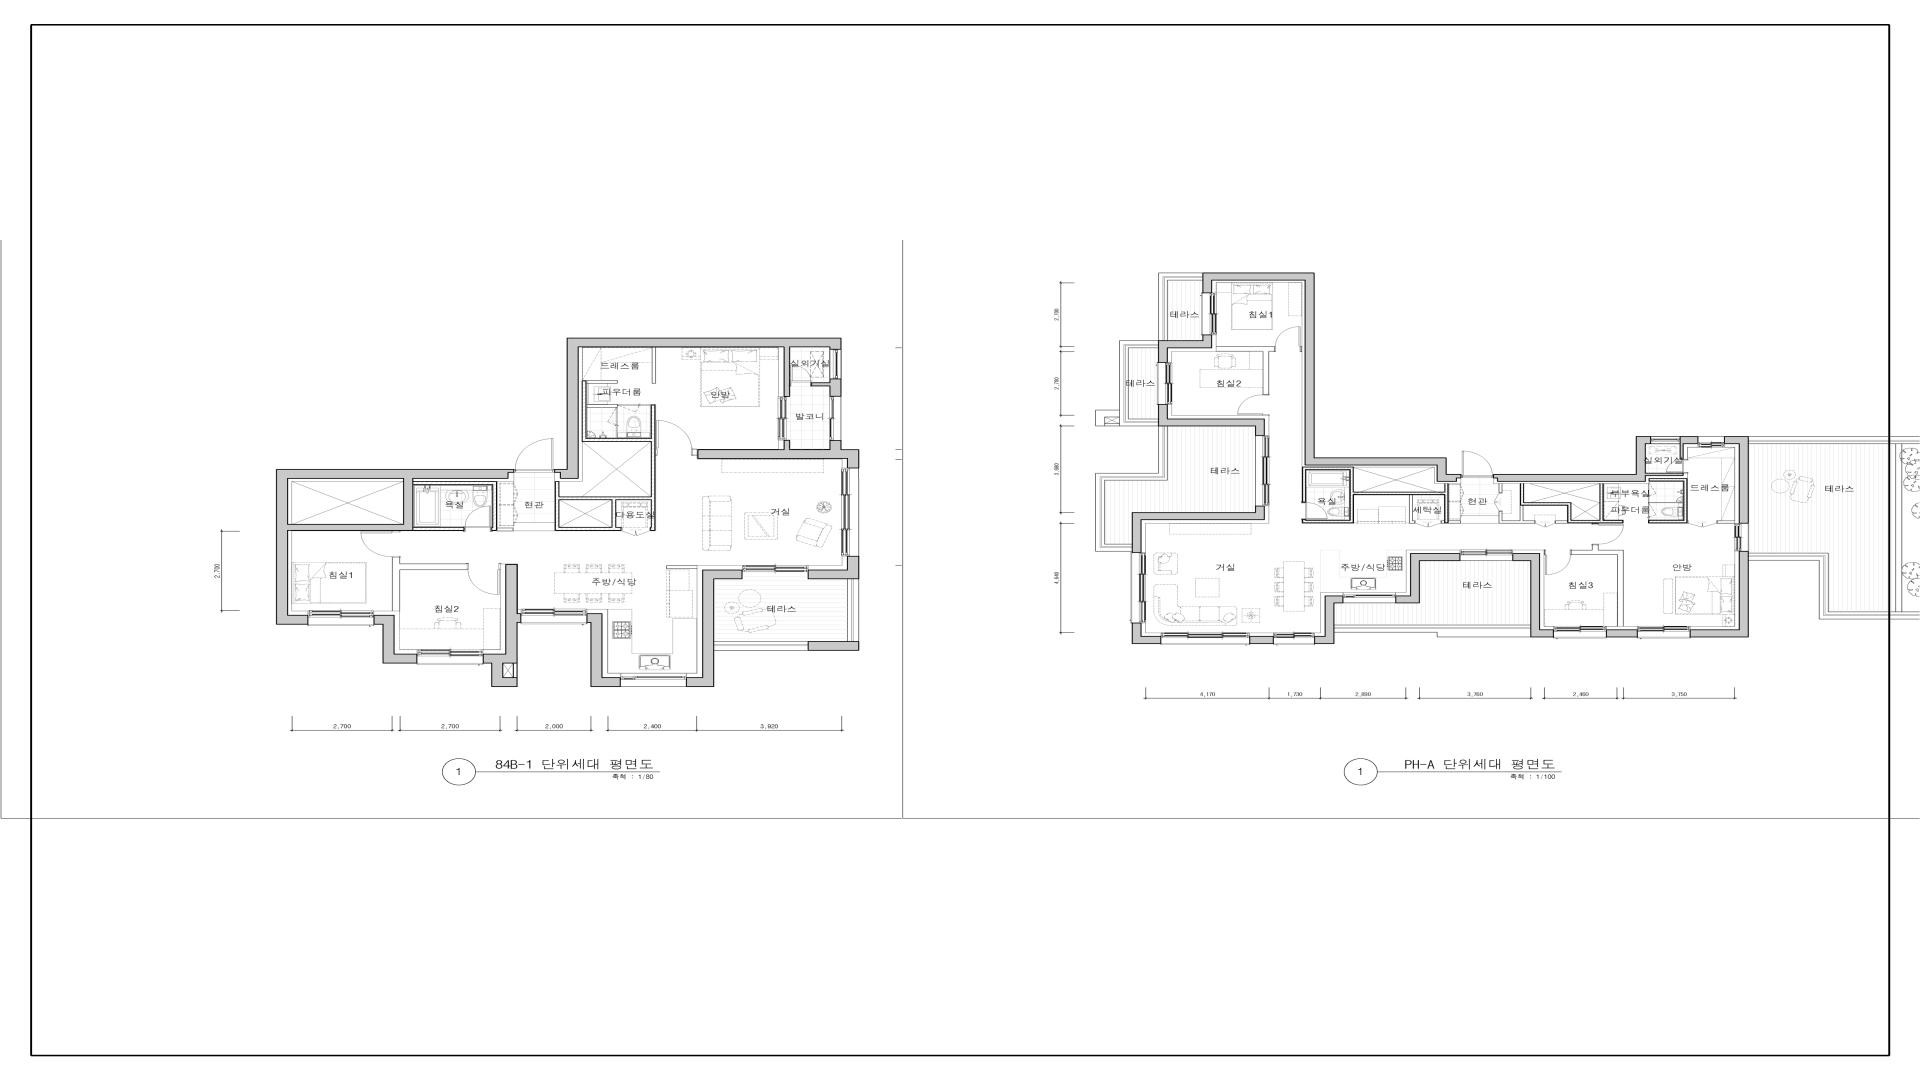 드레스룸
실외기실
파우더룸
안방
발코니
욕실
현관
다용도실
거실
침실1
침실2
주방/식당
테라스
2,700
2,700
2,700
2,000
2,400
3,920
1
84B-1 단위세대 평면도
축척 : 1/80
테라스
침실1
테라스
침실2
테라스
실외기실
욕실
세탁실
현관
부부욕실
파우더룸
드레스룸
테라스
거실
주방/식당
테라스
침실3
안방
4,170
1,730
2,890
3,760
2,460
3,750
1
PH-A 단위세대 평면도
축척 : 1/100